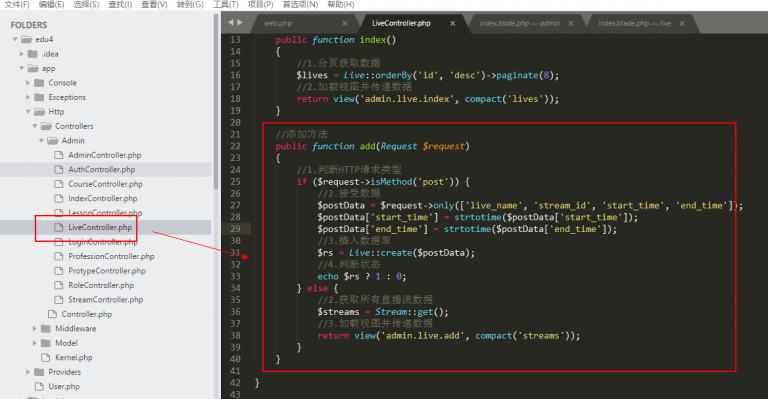 文件(F) 编辑(E) 选择(S) 查找(I) 查看(V) 转到(G) 工具(T) 项目(P) 首选项(N) 帮助(H)
FOLDERS
edu4
.idea
app
Console
Exceptions
Http
Controllers
Admin
AdminController.php
AuthController.php
CourseController.php
IndexController.php
LessonController.php
LiveController.php
LoginController.php
ProfessionController.php
ProtypeController.php
RoleController.php
StreamController.php
Controller.php
Middleware
Model
Kernel.php
Providers
User.php
web.php × LiveController.php × index.blade.php — admin × index.blade.php — live
13 public function index()
14 {
15 //1.分页获取数据
16 $lives = Live::orderBy('id', 'desc')->paginate(8);
17 //2.加载视图并传递数据
18 return view('admin.live.index', compact('lives'));
19 }
20
21 //添加方法
22 public function add(Request $request)
23 {
24 //1.判断HTTP请求类型
25 if ($request->isMethod('post')) {
26 //2.接受数据
27 $postData = $request->only(['live_name', 'stream_id', 'start_time', 'end_time']);
28 $postData['start_time'] = strtotime($postData['start_time']);
29 $postData['end_time'] = strtotime($postData['end_time']);
30 //3.插入数据库
31 $rs = Live::create($postData);
32 //4.判断状态
33 echo $rs ? 1 : 0;
34 } else {
35 //2.获取所有直播流数据
36 $streams = Stream::get();
37 //3.加载视图并传递数据
38 return view('admin.live.add', compact('streams'));
39 }
40 }
41
42 }
43